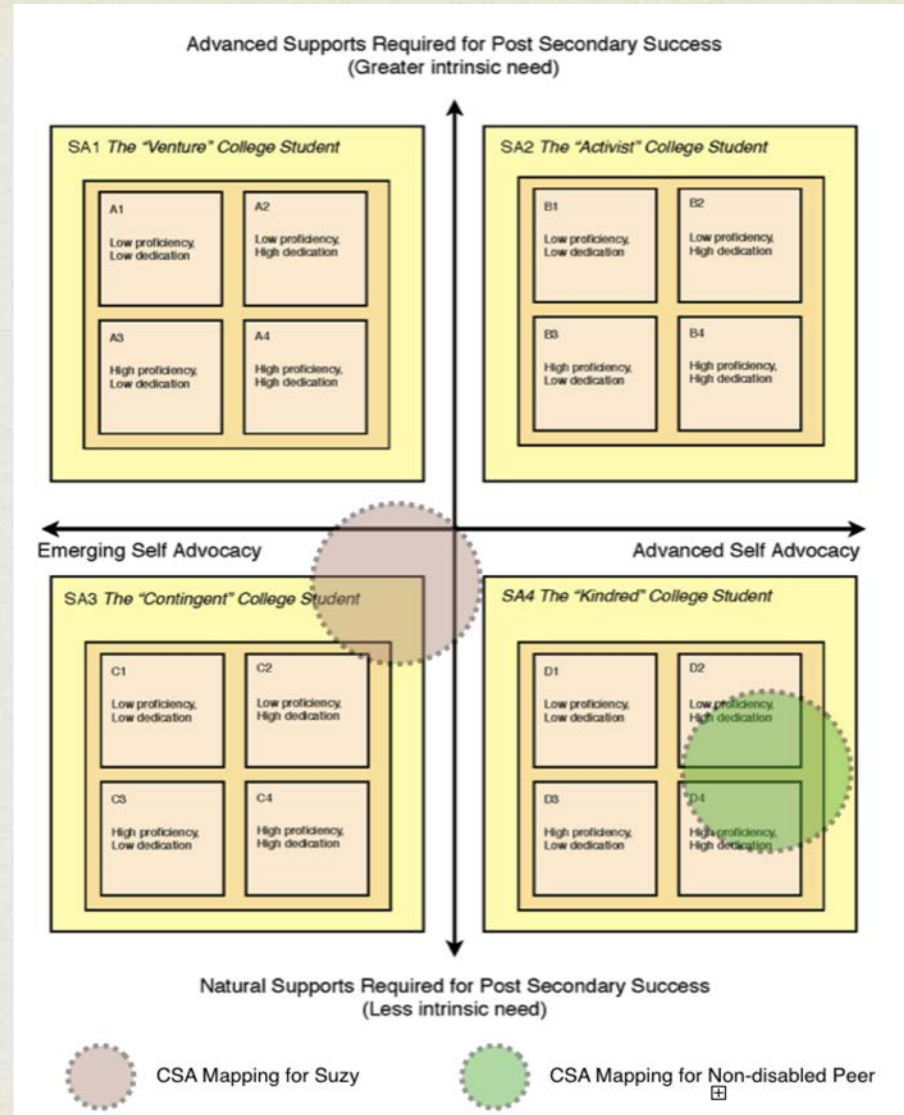 Advanced Supports Required for Post Secondary Success
(Greater intrinsic need)
SA1 The "Venture" College Student
A1
Low proficiency,
Low dedication
A2
Low proficiency,
High dedication
A3
High proficiency,
Low dedication
A4
High proficiency,
High dedication
SA2 The "Activist" College Student
B1
Low proficiency,
Low dedication
B2
Low proficiency,
High dedication
B3
High proficiency,
Low dedication
B4
High proficiency,
High dedication
Emerging Self Advocacy
Advanced Self Advocacy
SA3 The "Contingent" College Student
C1
Low proficiency,
Low dedication
C2
Low proficiency,
High dedication
C3
High proficiency,
Low dedication
C4
High proficiency,
High dedication
SA4 The "Kindred" College Student
D1
Low proficiency,
Low dedication
D2
Low proficiency,
High dedication
D3
High proficiency,
Low dedication
D4
High proficiency,
High dedication
Natural Supports Required for Post Secondary Success
(Less intrinsic need)
CSA Mapping for Suzy
CSA Mapping for Non-disabled Peer